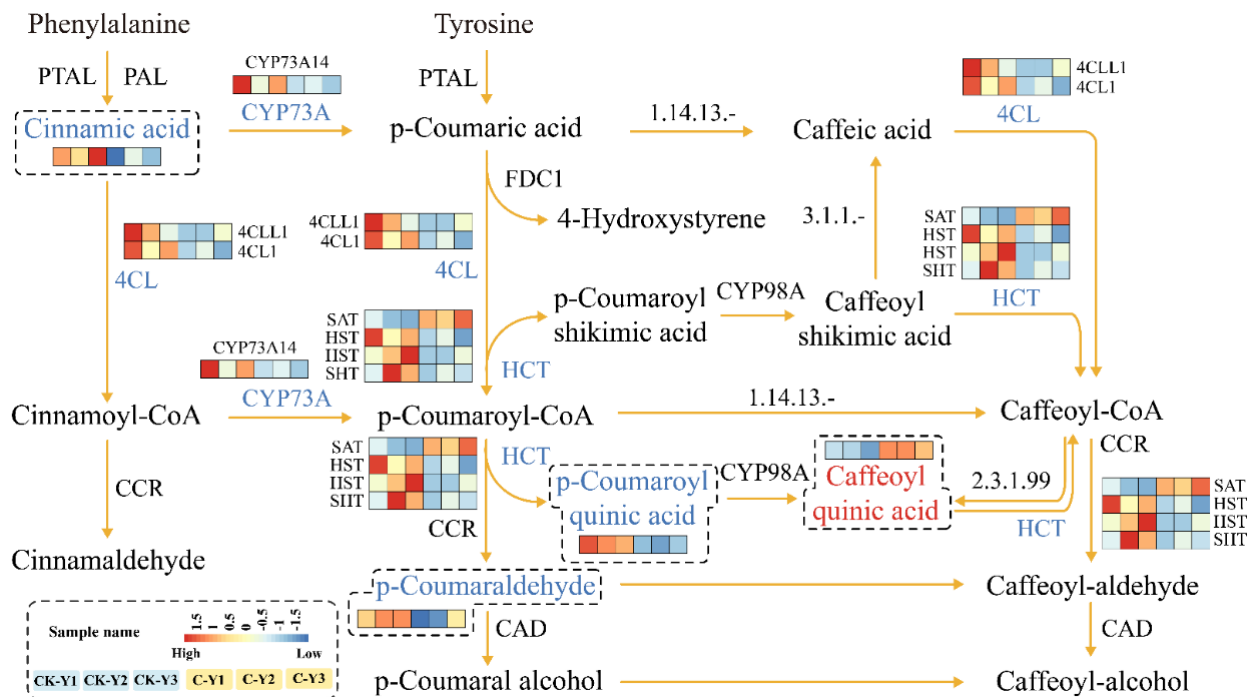 Phenylalanine
Tyrosine
PTAL
PAL
CYP73A14
CYP73A
PTAL
4CLL1
4CL1
4CL
Cinnamic acid
p-Coumaric acid
1.14.13.-
Caffeic acid
FDC1
4-Hydroxystyrene
3.1.1.-
4CLL1
4CL1
4CL
4CLL1
4CL1
4CL
SAT
HST
HST
SHT
HCT
p-Coumaroyl
shikimic acid
CYP98A
Caffeoyl
shikimic acid
SAT
HST
IIST
SHT
HCT
CYP73A14
CYP73A
Cinnamoyl-CoA
p-Coumaroyl-CoA
1.14.13.-
Caffeoyl-CoA
SAT
HST
IIST
SIIT
HCT
CCR
CCR
p-Coumaroyl
quinic acid
CYP98A
Caffeoyl
quinic acid
2.3.1.99
HCT
CCR
SAT
HST
IIST
SIIT
Cinnamaldehyde
p-Coumaraldehyde
Caffeoyl-aldehyde
CAD
CAD
p-Coumaral alcohol
Caffeoyl-alcohol
Sample name
1.5
1
0.5
0
-0.5
-1
-1.5
High
Low
CK-Y1
CK-Y2
CK-Y3
C-Y1
C-Y2
C-Y3